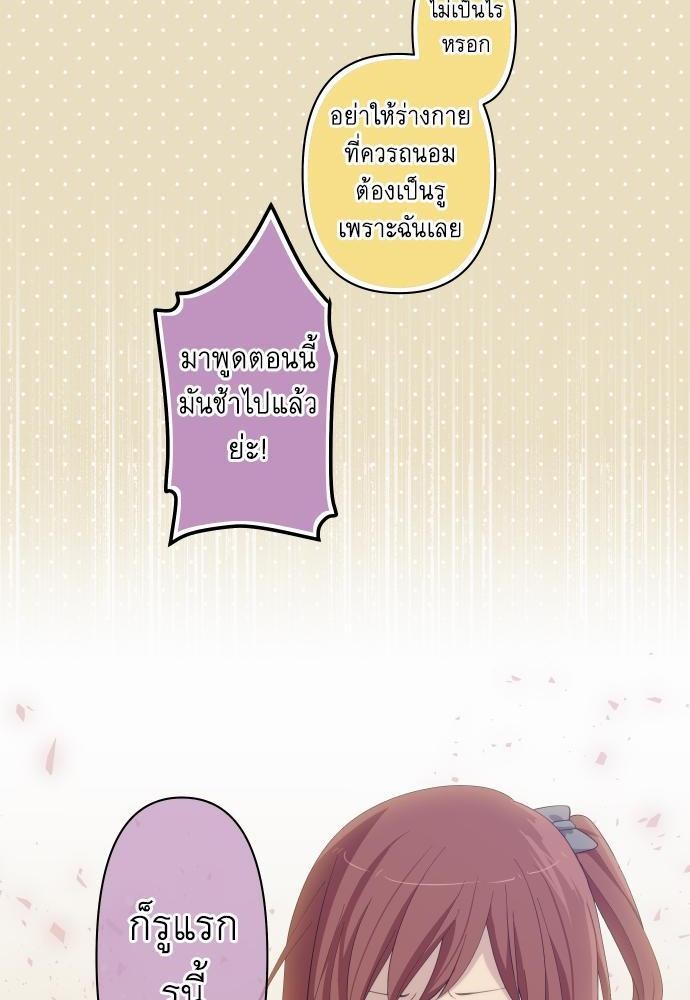 ไม่เป็นไร
หรอก
อย่าให้ร่างกาย
ที่ควรถนอม
ต้องเป็นรู
เพราะฉันเลย
มาพูดตอนนี้
มันช้าไปแล้ว
ย่ะ!
ก็รูแรก
รูนี้